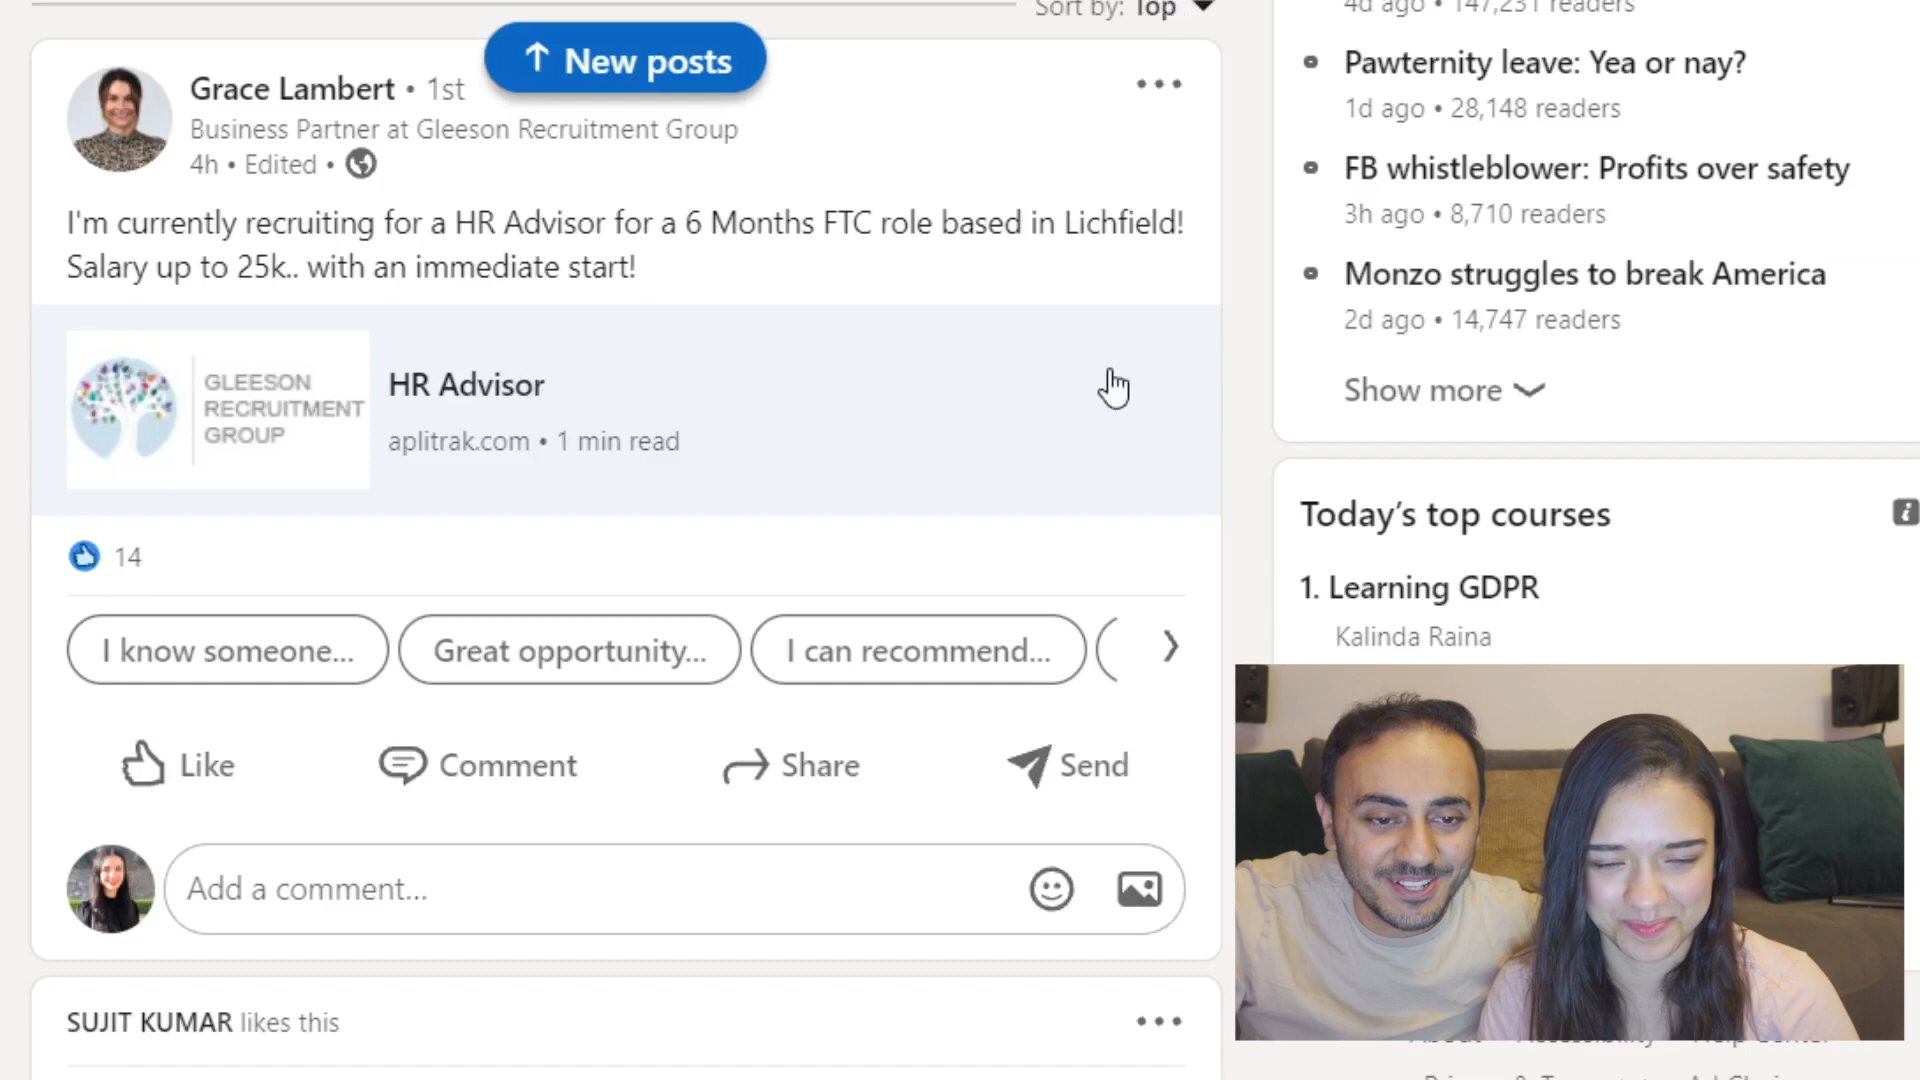 Sort by: Top
↑ New posts
Grace Lambert • 1st
Business Partner at Gleeson Recruitment Group
4h • Edited •
I'm currently recruiting for a HR Advisor for a 6 Months FTC role based in Lichfield!
Salary up to 25k.. with an immediate start!
GLEESON
RECRUITMENT
GROUP
HR Advisor
aplitrak.com • 1 min read
14
I know someone...
Great opportunity...
I can recommend...
Like
Comment
Share
Send
Add a comment...
SUJIT KUMAR likes this
4d ago • 147,231 readers
Pawternity leave: Yea or nay?
1d ago • 28,148 readers
FB whistleblower: Profits over safety
3h ago • 8,710 readers
Monzo struggles to break America
2d ago • 14,747 readers
Show more
Today's top courses
1. Learning GDPR
Kalinda Raina